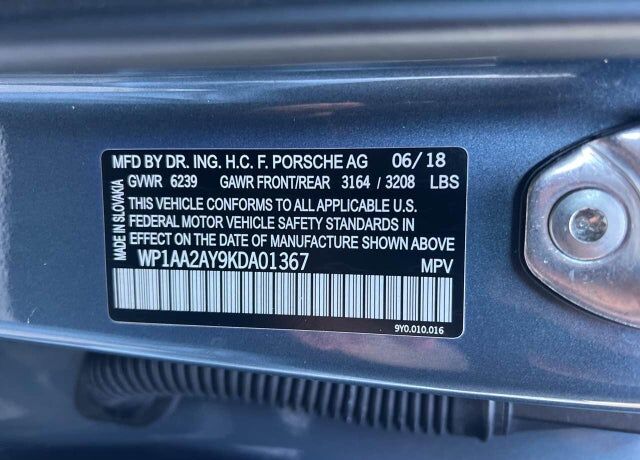 MFD BY DR. ING. H.C. F. PORSCHE AG 06/18
GVWR 6239 GAWR FRONT/REAR 3164 / 3208 LBS
THIS VEHICLE CONFORMS TO ALL APPLICABLE U.S.
FEDERAL MOTOR VEHICLE SAFETY STANDARDS IN
EFFECT ON THE DATE OF MANUFACTURE SHOWN ABOVE
WP1AA2AY9KDA01367 MPV
9Y0.010.016
MADE IN SLOVAKIA